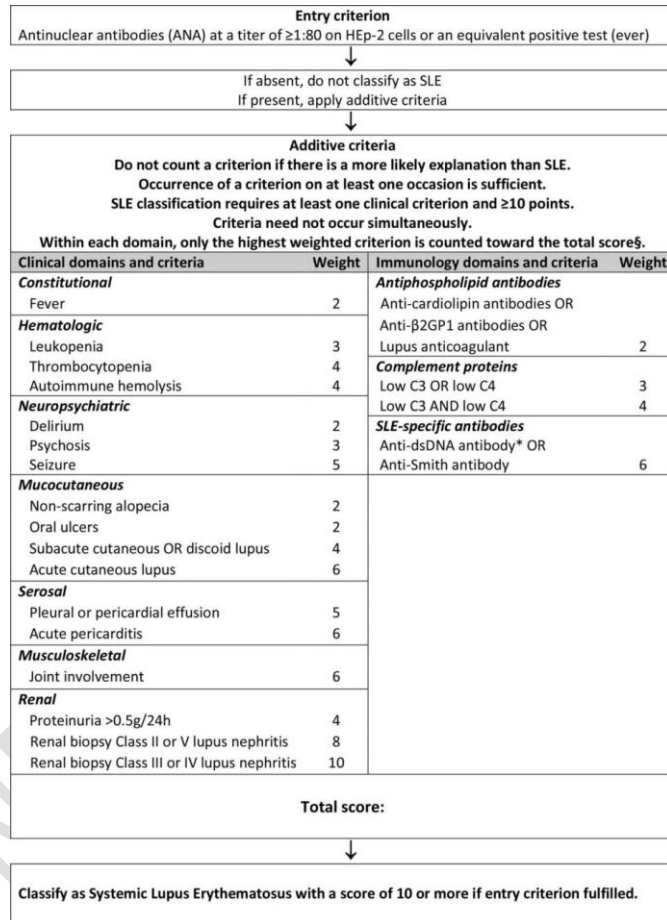 Entry criterion
Antinuclear antibodies (ANA) at a titer of ≥1:80 on HEp-2 cells or an equivalent positive test (ever)
↓
If absent, do not classify as SLE
If present, apply additive criteria
↓
Additive criteria
Do not count a criterion if there is a more likely explanation than SLE.
Occurrence of a criterion on at least one occasion is sufficient.
SLE classification requires at least one clinical criterion and ≥10 points.
Criteria need not occur simultaneously.
Within each domain, only the highest weighted criterion is counted toward the total score§.
Clinical domains and criteria Weight
Constitutional
Fever 2
Hematologic
Leukopenia 3
Thrombocytopenia 4
Autoimmune hemolysis 4
Neuropsychiatric
Delirium 2
Psychosis 3
Seizure 5
Mucocutaneous
Non-scarring alopecia 2
Oral ulcers 2
Subacute cutaneous OR discoid lupus 4
Acute cutaneous lupus 6
Serosal
Pleural or pericardial effusion 5
Acute pericarditis 6
Musculoskeletal
Joint involvement 6
Renal
Proteinuria >0.5g/24h 4
Renal biopsy Class II or V lupus nephritis 8
Renal biopsy Class III or IV lupus nephritis 10
Immunology domains and criteria Weight
Antiphospholipid antibodies
Anti-cardiolipin antibodies OR
Anti-β2GP1 antibodies OR
Lupus anticoagulant 2
Complement proteins
Low C3 OR low C4 3
Low C3 AND low C4 4
SLE-specific antibodies
Anti-dsDNA antibody* OR
Anti-Smith antibody 6
Total score:
↓
Classify as Systemic Lupus Erythematosus with a score of 10 or more if entry criterion fulfilled.